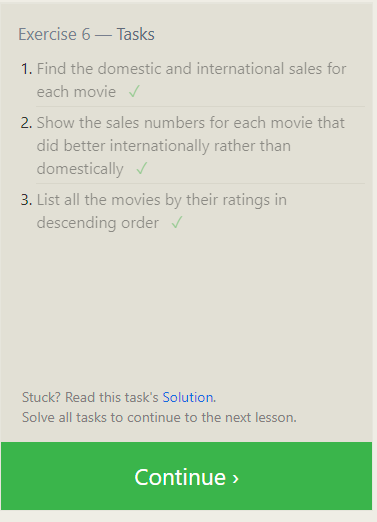 Exercise 6 — Tasks
1. Find the domestic and international sales for
each movie ✓
2. Show the sales numbers for each movie that
did better internationally rather than
domestically ✓
3. List all the movies by their ratings in
descending order ✓
Stuck? Read this task's Solution.
Solve all tasks to continue to the next lesson.
Continue ›